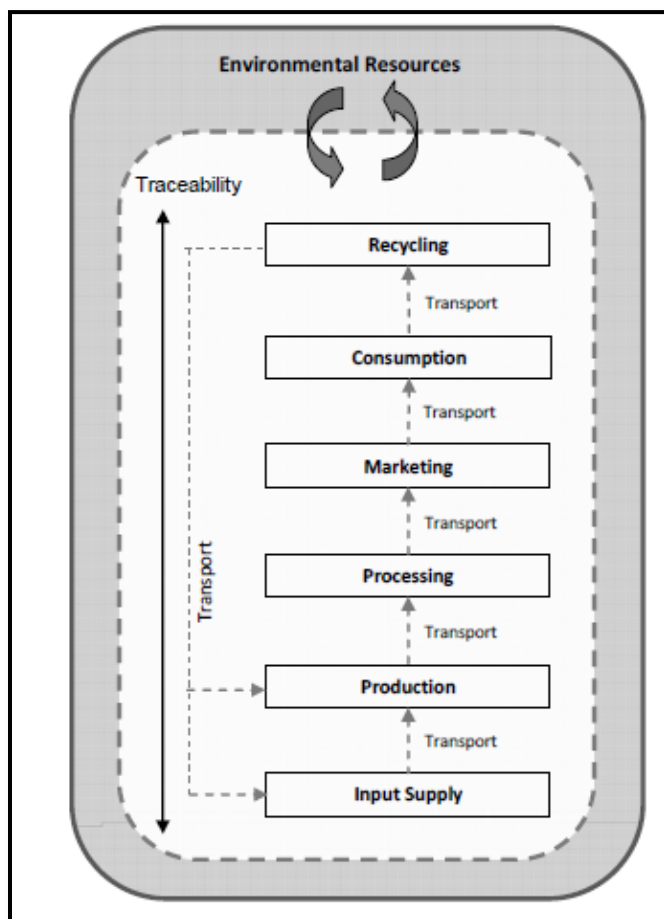 Environmental Resources
Traceability
Recycling
Transport
Consumption
Transport
Marketing
Transport
Processing
Transport
Transport
Production
Transport
Input Supply